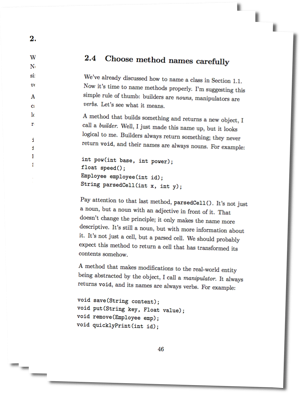 2.
2.4 Choose method names carefully
We've already discussed how to name a class in Section 1.1.
Now it's time to name methods properly. I'm suggesting this
simple rule of thumb: builders are nouns, manipulators are
verbs. Let's see what it means.
A method that builds something and returns a new object, I
call a builder. Well, I just made this name up, but it looks
logical to me. Builders always return something; they never
return void, and their names are always nouns. For example:
int pow(int base, int power);
float speed();
Employee employee(int id);
String parsedCell(int x, int y);
Pay attention to that last method, parsedCell(). It's not just
a noun, but a noun with an adjective in front of it. That
doesn't change the principle; it only makes the name more
descriptive. It's still a noun, but with more information about
it. It's not just a cell, but a parsed cell. We should probably
expect this method to return a cell that has transformed its
contents somehow.
A method that makes modifications to the real-world entity
being abstracted by the object, I call a manipulator. It always
returns void, and its names are always verbs. For example:
void save(String content);
void put(String key, Float value);
void remove(Employee emp);
void quicklyPrint(int id);
46